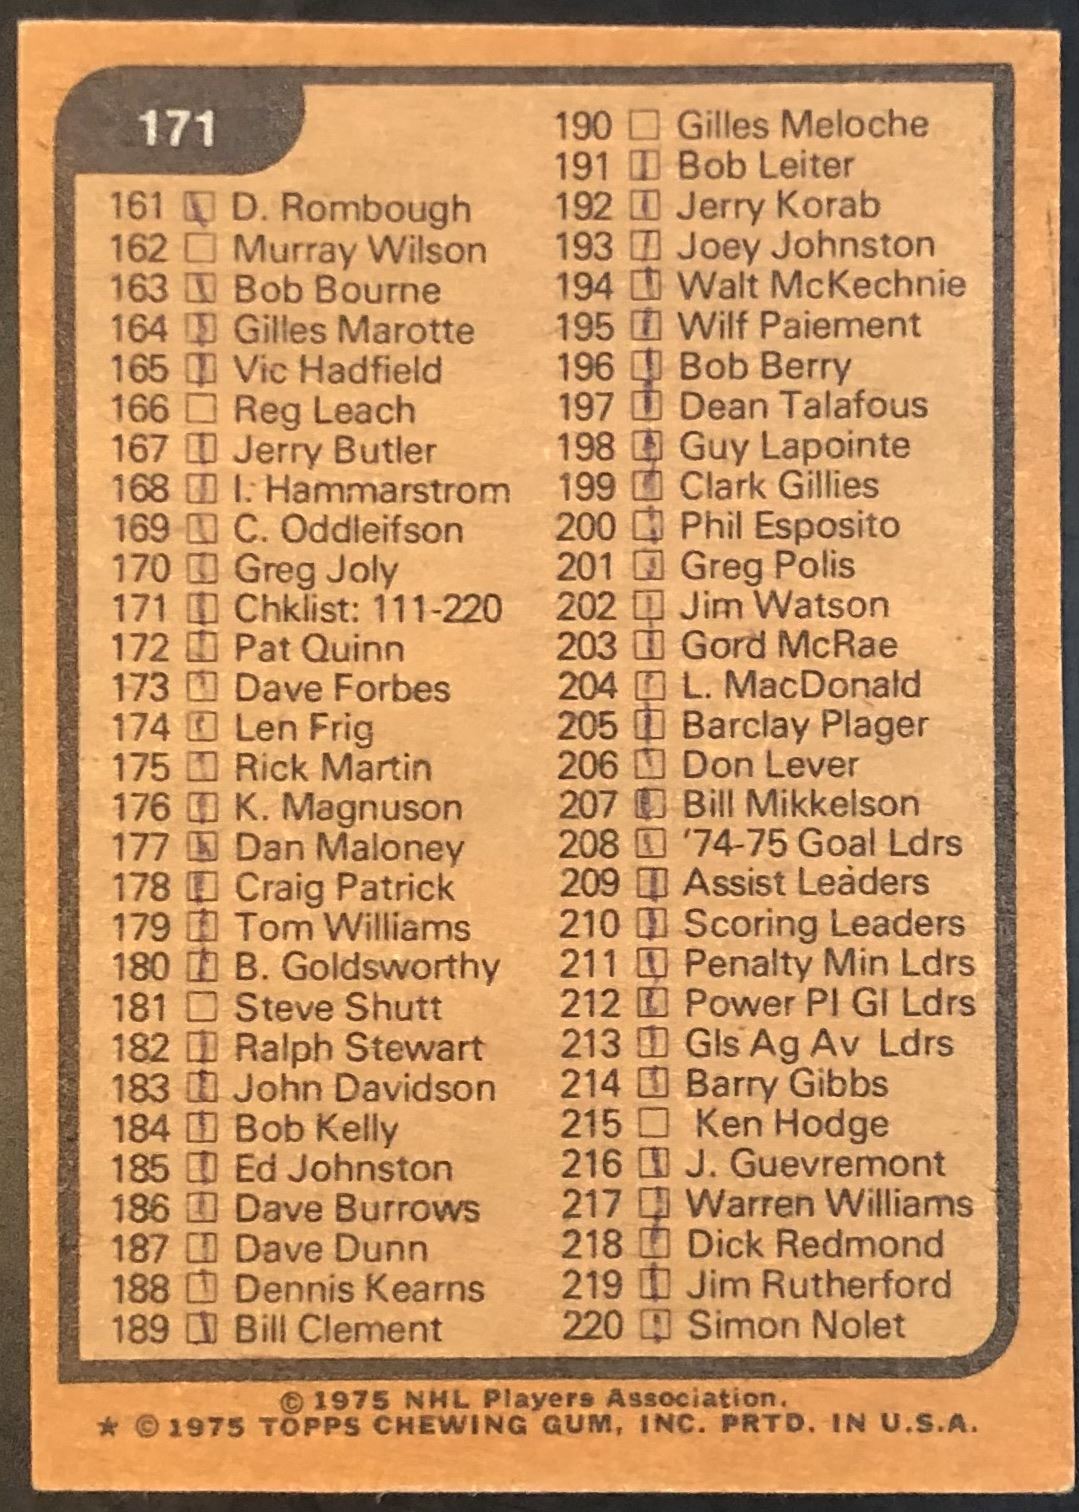 171
161 D. Rombough
162 Murray Wilson
163 Bob Bourne
164 Gilles Marotte
165 Vic Hadfield
166 Reg Leach
167 Jerry Butler
168 I. Hammarstrom
169 C. Oddleifson
170 Greg Joly
171 Chklist: 111-220
172 Pat Quinn
173 Dave Forbes
174 Len Frig
175 Rick Martin
176 K. Magnuson
177 Dan Maloney
178 Craig Patrick
179 Tom Williams
180 B. Goldsworthy
181 Steve Shutt
182 Ralph Stewart
183 John Davidson
184 Bob Kelly
185 Ed Johnston
186 Dave Burrows
187 Dave Dunn
188 Dennis Kearns
189 Bill Clement
190 Gilles Meloche
191 Bob Leiter
192 Jerry Korab
193 Joey Johnston
194 Walt McKechnie
195 Wilf Paiement
196 Bob Berry
197 Dean Talafous
198 Guy Lapointe
199 Clark Gillies
200 Phil Esposito
201 Greg Polis
202 Jim Watson
203 Gord McRae
204 L. MacDonald
205 Barclay Plager
206 Don Lever
207 Bill Mikkelson
208 '74-75 Goal Ldrs
209 Assist Leaders
210 Scoring Leaders
211 Penalty Min Ldrs
212 Power Pl Gl Ldrs
213 Gls Ag Av Ldrs
214 Barry Gibbs
215 Ken Hodge
216 J. Guevremont
217 Warren Williams
218 Dick Redmond
219 Jim Rutherford
220 Simon Nolet
© 1975 NHL Players Association.
★ © 1975 TOPPS CHEWING GUM, INC. PRTD. IN U.S.A.